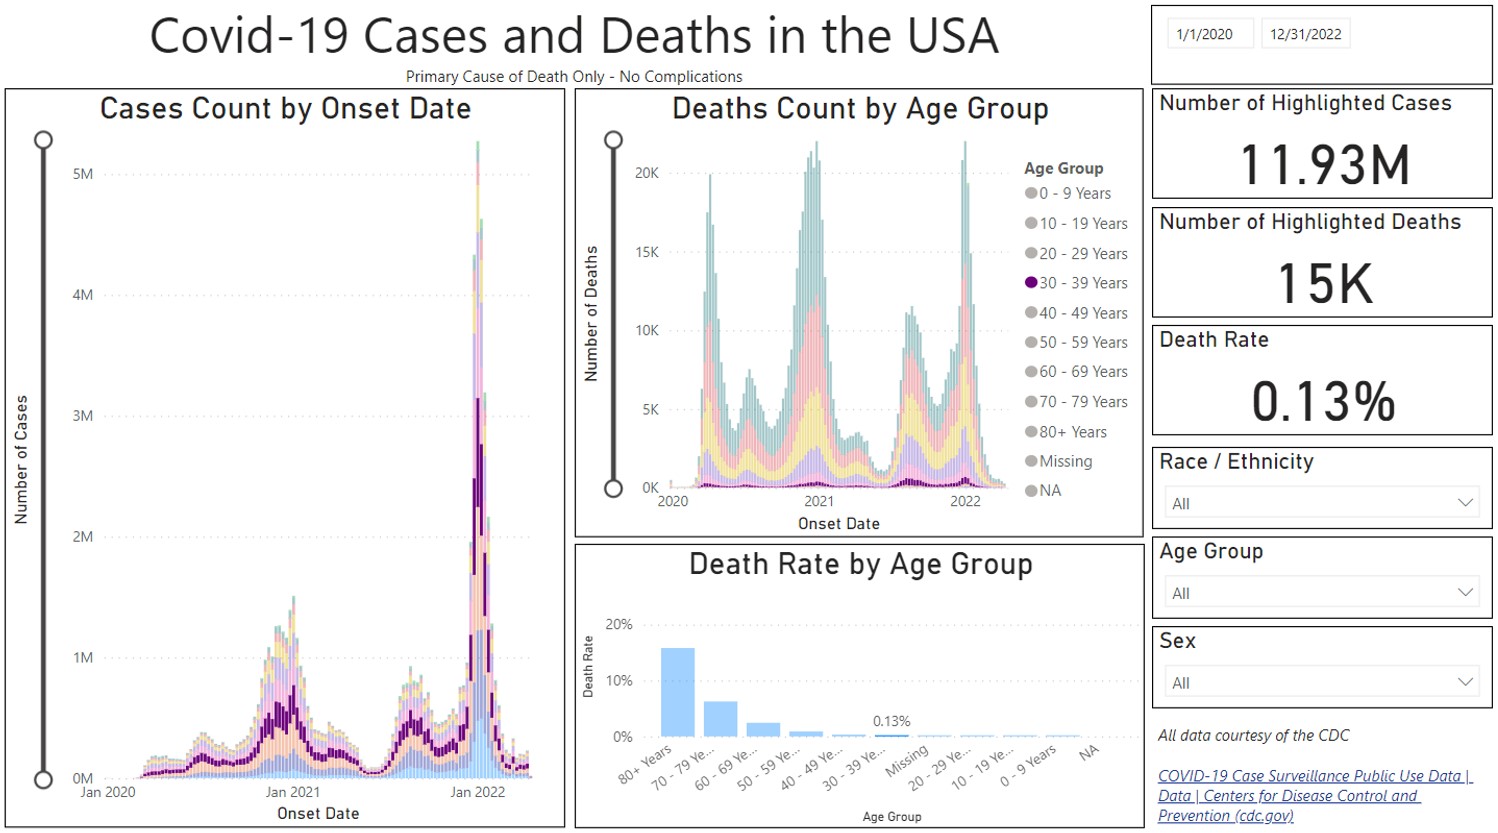 Covid-19 Cases and Deaths in the USA
Primary Cause of Death Only - No Complications
1/1/2020
12/31/2022
Cases Count by Onset Date
Number of Cases
5M
4M
3M
2M
1M
0M
Jan 2020
Jan 2021
Jan 2022
Onset Date
Deaths Count by Age Group
Number of Deaths
20K
15K
10K
5K
0K
2020
2021
2022
Onset Date
Age Group
0 - 9 Years
10 - 19 Years
20 - 29 Years
30 - 39 Years
40 - 49 Years
50 - 59 Years
60 - 69 Years
70 - 79 Years
80+ Years
Missing
NA
Death Rate by Age Group
Death Rate
20%
10%
0%
0.13%
80+ Years
70 - 79 Ye...
60 - 69 Ye...
50 - 59 Ye...
40 - 49 Ye...
30 - 39 Ye...
Missing
20 - 29 Ye...
10 - 19 Ye...
0 - 9 Years
NA
Age Group
Number of Highlighted Cases
11.93M
Number of Highlighted Deaths
15K
Death Rate
0.13%
Race / Ethnicity
All
Age Group
All
Sex
All
All data courtesy of the CDC
COVID-19 Case Surveillance Public Use Data |
Data | Centers for Disease Control and
Prevention (cdc.gov)